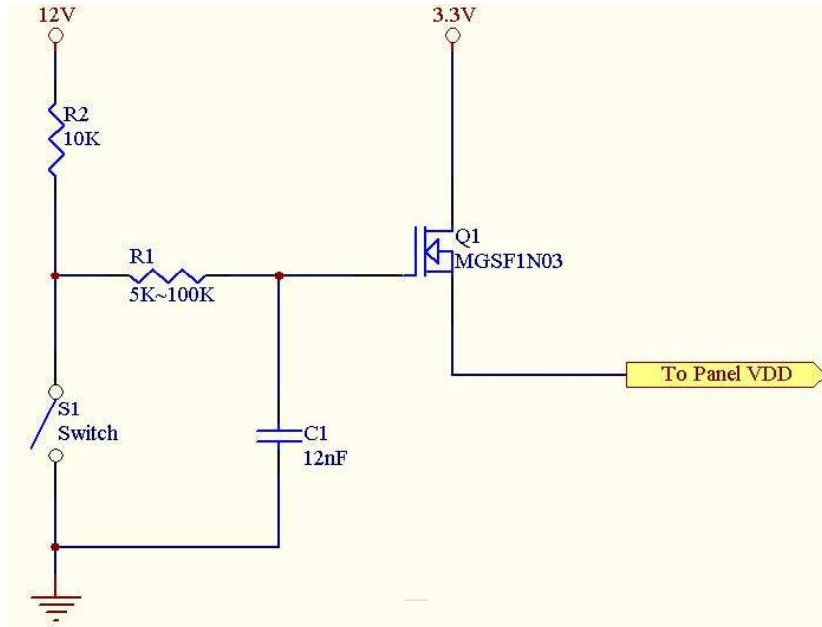 12V
3.3V
R2
10K
Q1
MGSF1N03
R1
5K~100K
To Panel VDD
S1
Switch
C1
12nF